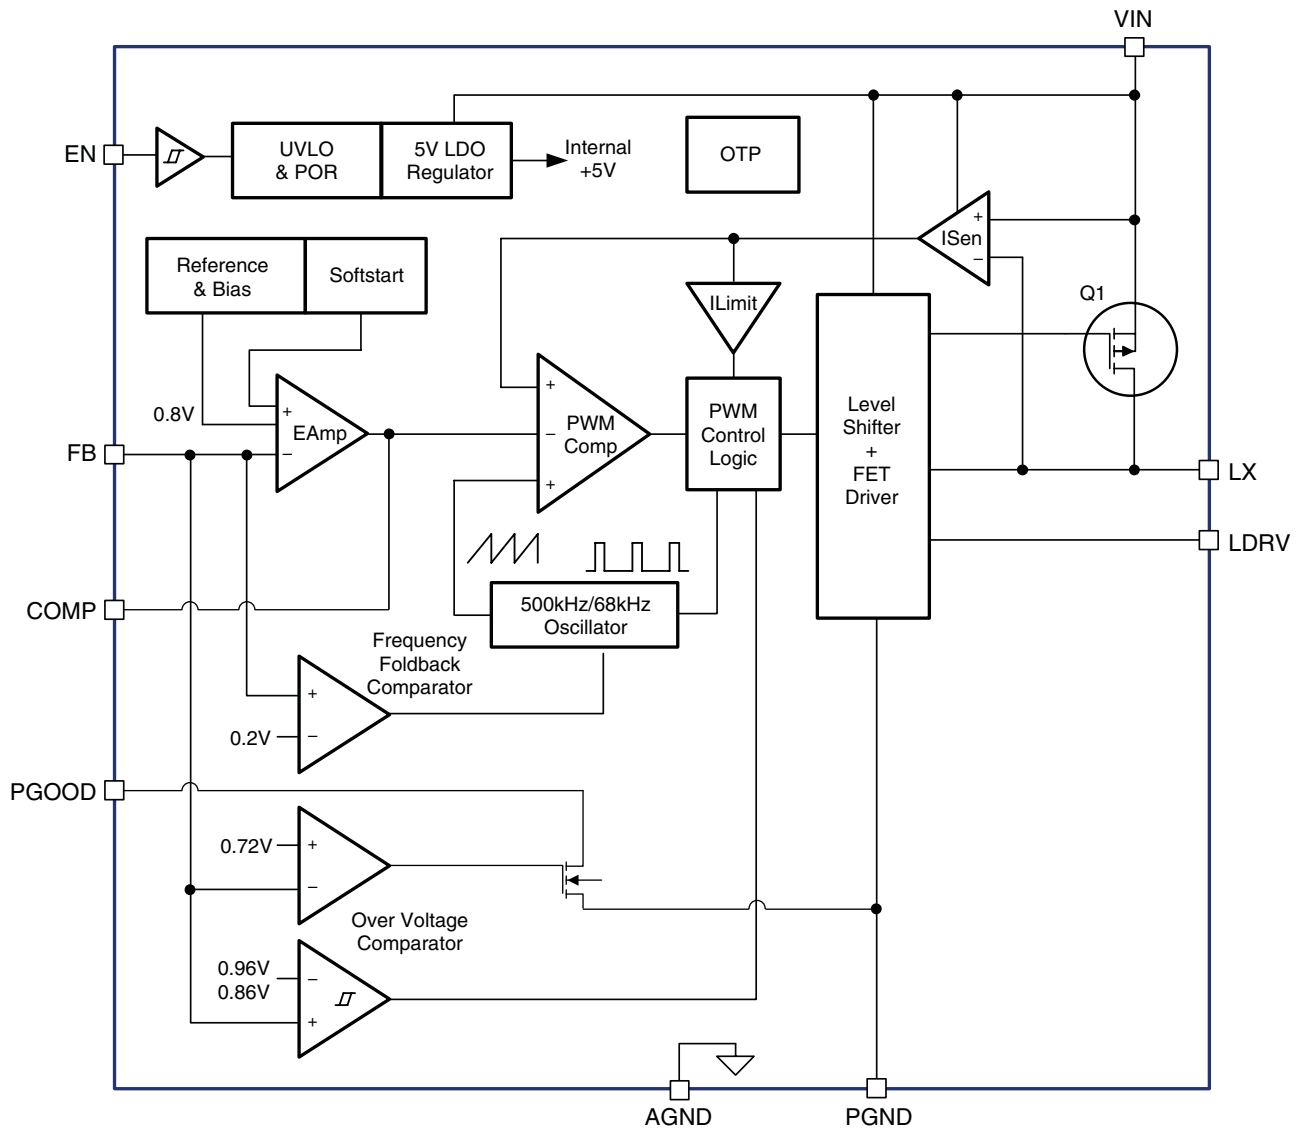 VIN
EN
UVLO
& POR
5V LDO
Regulator
Internal
+5V
OTP
+
ISen
−
Reference
& Bias
Softstart
ILimit
Q1
0.8V
+
EAmp
−
FB
+
−
PWM
Comp
+
PWM
Control
Logic
Level
Shifter
+
FET
Driver
LX
LDRV
COMP
500kHz/68kHz
Oscillator
Frequency
Foldback
Comparator
+
0.2V
−
PGOOD
0.72V
+
−
Over Voltage
Comparator
0.96V
0.86V
−
+
AGND
PGND